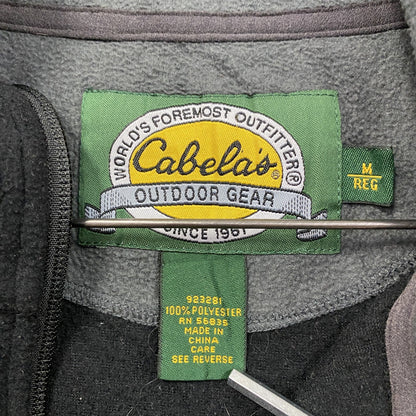 WORLD'S FOREMOST OUTFITTER®
Cabela's®
OUTDOOR GEAR
SINCE 1961
M
REG
923281
100% POLYESTER
RN 56835
MADE IN
CHINA
CARE
SEE REVERSE